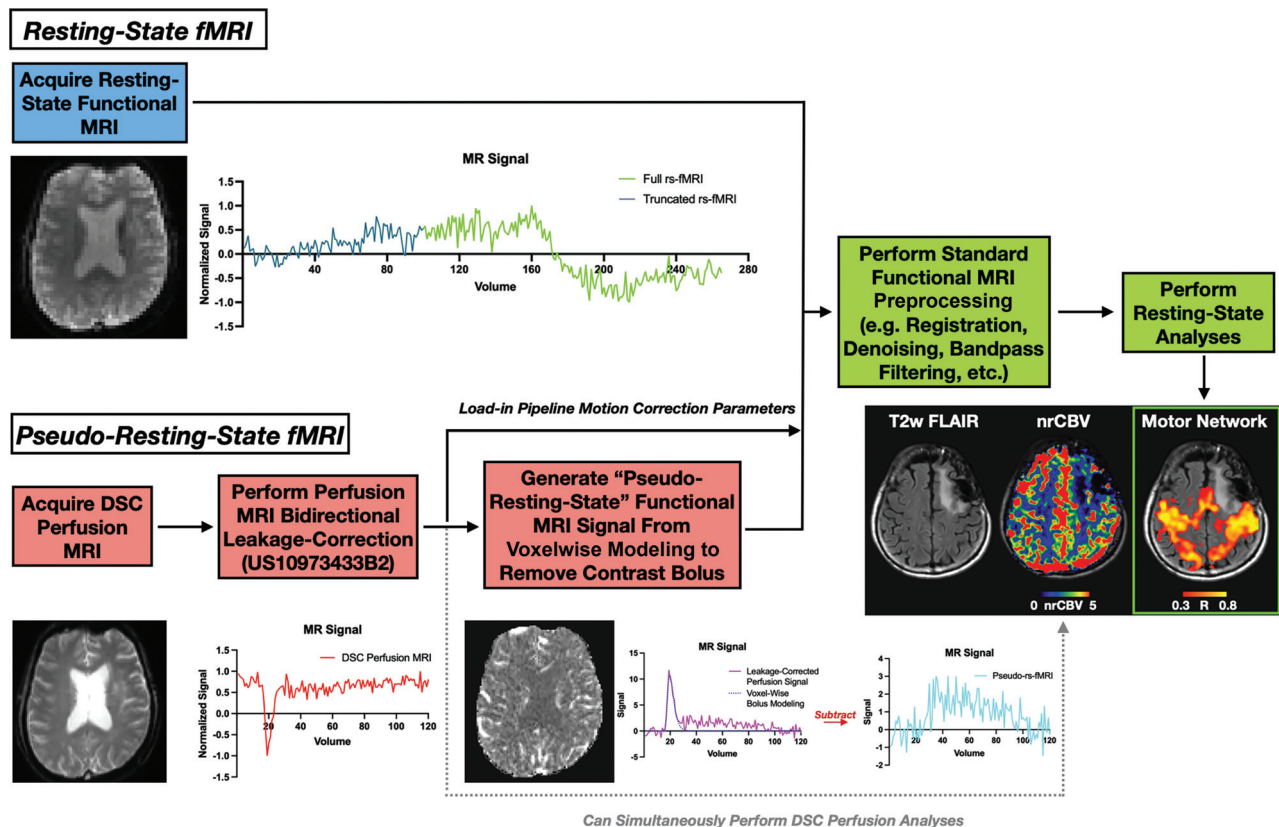 Resting-State fMRI
Acquire Resting-
State Functional
MRI
MR Signal
Full rs-fMRI
Truncated rs-fMRI
Normalized Signal
1.5
1.0
0.5
0.0
-0.5
-1.0
-1.5
40
80
120
160
200
240
280
Volume
Perform Standard
Functional MRI
Preprocessing
(e.g. Registration,
Denoising, Bandpass
Filtering, etc.)
Perform
Resting-State
Analyses
Load-in Pipeline Motion Correction Parameters
Pseudo-Resting-State fMRI
Acquire DSC
Perfusion
MRI
Perform Perfusion
MRI Bidirectional
Leakage-Correction
(US10973433B2)
Generate “Pseudo-
Resting-State” Functional
MRI Signal From
Voxelwise Modeling to
Remove Contrast Bolus
T2w FLAIR
nrCBV
Motor Network
0 nrCBV 5
0.3 R 0.8
MR Signal
DSC Perfusion MRI
Normalized Signal
1.5
1.0
0.5
0.0
-0.5
-1.0
-1.5
20
40
60
80
100
120
Volume
MR Signal
Leakage-Corrected
Perfusion Signal
Voxel-Wise
Bolus Modeling
Signal
15
10
5
0
-5
20
40
60
80
100
120
Volume
Subtract
MR Signal
Pseudo-rs-fMRI
Signal
4
3
2
1
0
-1
-2
20
40
60
80
100
120
Volume
Can Simultaneously Perform DSC Perfusion Analyses